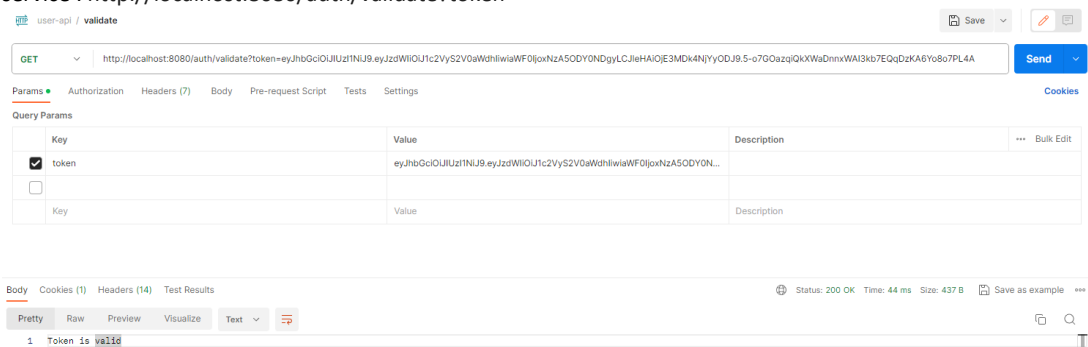 user-api / validate
Save
GET http://localhost:8080/auth/validate?token=eyJhbGciOiJIUzI1NiJ9.eyJzdWIiOiJ1c2VyS2V0aWdhIiwiaWF0IjoxNzA5ODY0NDgyLCJleHAiOjE3MDk4NjYyODJ9.5-o7GOazqiQkXWaDnnxWAI3kb7EQqDzKA6Yo8o7PL4A Send
Params Authorization Headers (7) Body Pre-request Script Tests Settings Cookies
Query Params
Key Value Description ••• Bulk Edit
token eyJhbGciOiJIUzI1NiJ9.eyJzdWIiOiJ1c2VyS2V0aWdhIiwiaWF0IjoxNzA5ODY0N...
Key Value Description
Body Cookies (1) Headers (14) Test Results Status: 200 OK Time: 44 ms Size: 437 B Save as example
Pretty Raw Preview Visualize Text
1 Token is valid